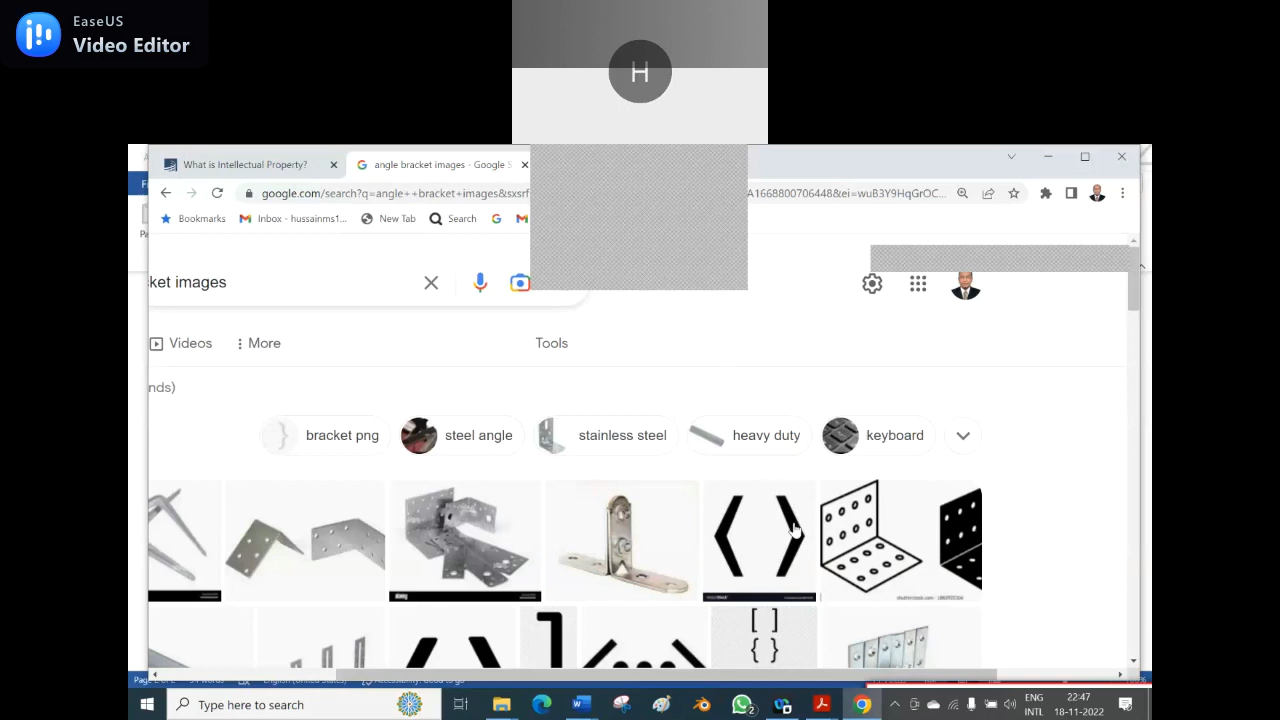 EaseUS
Video Editor
H
What is Intellectual Property?
angle bracket images - Google S
google.com/search?q=angle++bracket+images&sxsrf
A1668800706448&ei=wuB3Y9HqGrOC...
Bookmarks
Inbox - hussainms1...
New Tab
Search
ket images
Videos
More
Tools
nds)
bracket png
steel angle
stainless steel
heavy duty
keyboard
[ ]
{ }
Type here to search
2
ENG
INTL
22:47
18-11-2022